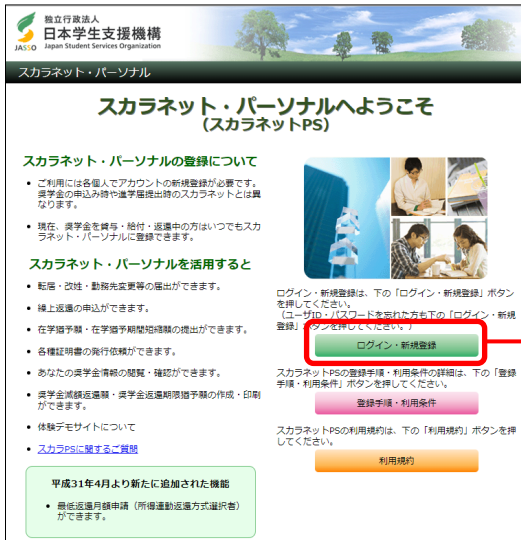 独立行政法人
日本学生支援機構
JASSO Japan Student Services Organization
スカラネット・パーソナル
スカラネット・パーソナルへようこそ
(スカラネットPS)
スカラネット・パーソナルの登録について
• ご利用には各個人でアカウントの新規登録が必要です。
奨学金の申込み時や進学届提出時のスカラネットとは異
なります。
• 現在、奨学金を貸与・給付・返還中の方はいつでもスカ
ラネット・パーソナルに登録できます。
スカラネット・パーソナルを活用すると
• 転居・改姓・勤務先変更等の届出ができます。
• 繰上返還の申込ができます。
• 在学猶予願・在学猶予期間短縮願の提出ができます。
• 各種証明書の発行依頼ができます。
• あなたの奨学金情報の閲覧・確認ができます。
• 奨学金減額返還願・奨学金返還期限猶予願の作成・印刷
ができます。
• 体験デモサイトについて
• スカラPSに関するご質問
平成31年4月より新たに追加された機能
• 最低返還月額申請（所得連動返還方式選択者）
ができます。
ログイン・新規登録は、下の「ログイン・新規登録」ボタン
を押してください。
（ユーザID・パスワードを忘れた方も下の「ログイン・新規
登録」ボタンを押してください。）
ログイン・新規登録
スカラネットPSの登録手順・利用条件の詳細は、下の「登録
手順・利用条件」ボタンを押してください。
登録手順・利用条件
スカラネットPSの利用規約は、下の「利用規約」ボタンを押
してください。
利用規約